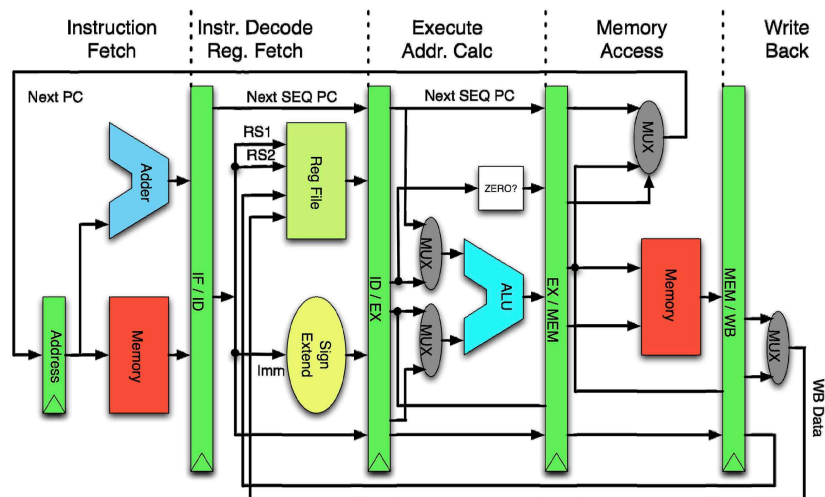 Instruction
Fetch
Instr. Decode
Reg. Fetch
Execute
Addr. Calc
Memory
Access
Write
Back
Next PC
Next SEQ PC
Next SEQ PC
RS1
RS2
Reg File
MUX
Adder
ZERO?
MUX
ALU
Memory
IF / ID
ID / EX
EX / MEM
MEM / WB
Address
Memory
Sign
Extend
Imm
MUX
MUX
WB Data